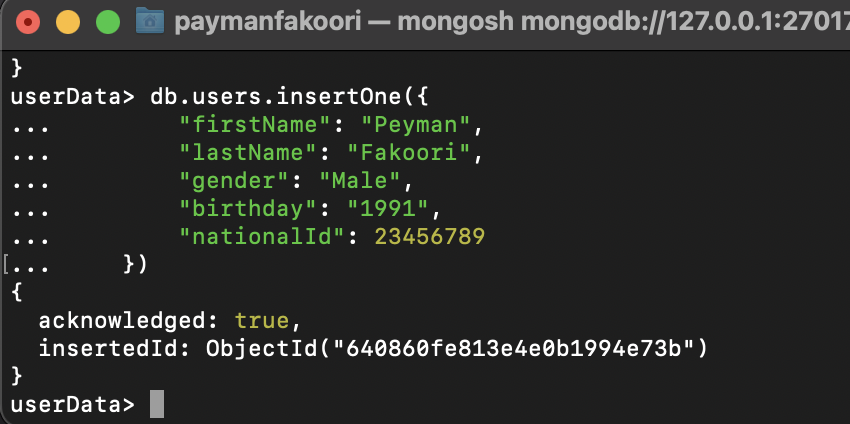 paymanfakoori — mongosh mongodb://127.0.0.1:27017
}
userData> db.users.insertOne({
...         "firstName": "Peyman",
...         "lastName": "Fakoori",
...         "gender": "Male",
...         "birthday": "1991",
...         "nationalId": 23456789
[...     })
{
  acknowledged: true,
  insertedId: ObjectId("640860fe813e4e0b1994e73b")
}
userData>